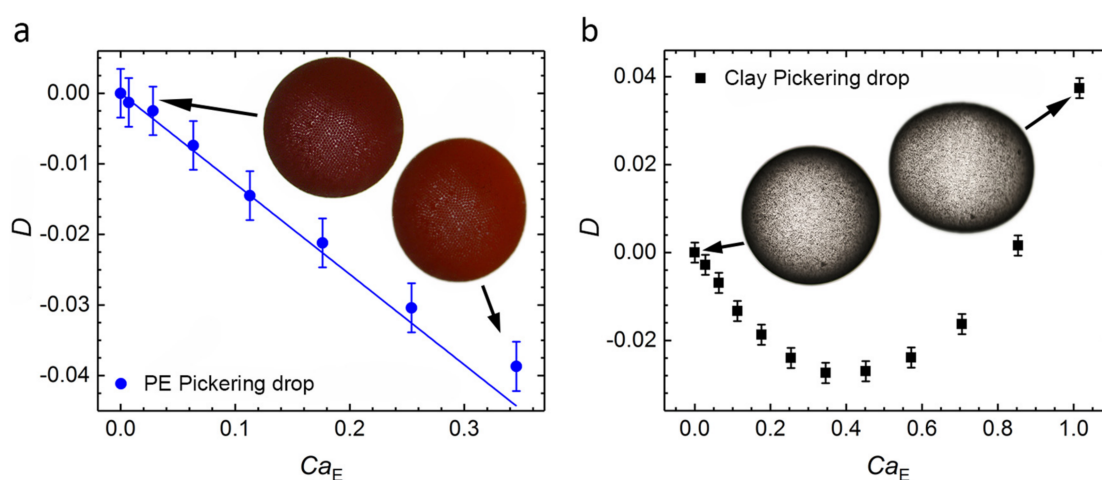 a
0.00
-0.01
-0.02
-0.03
-0.04
D
PE Pickering drop
0.0 0.1 0.2 0.3
CaE
b
0.04
0.02
0.00
-0.02
D
Clay Pickering drop
0.0 0.2 0.4 0.6 0.8 1.0
CaE